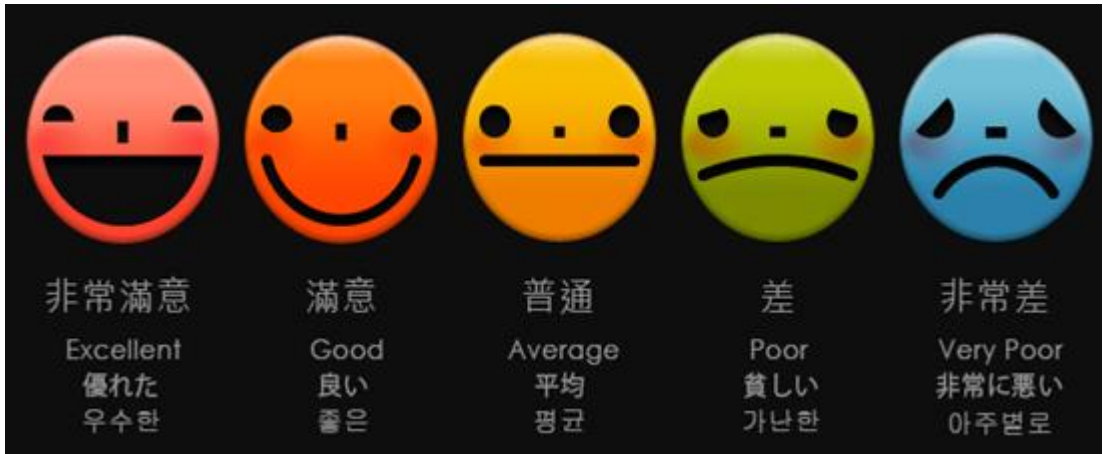 非常滿意 滿意 普通 差 非常差
Excellent Good Average Poor Very Poor
優れた 良い 平均 貧しい 非常に悪い
우수한 좋은 평균 가난한 아주별로